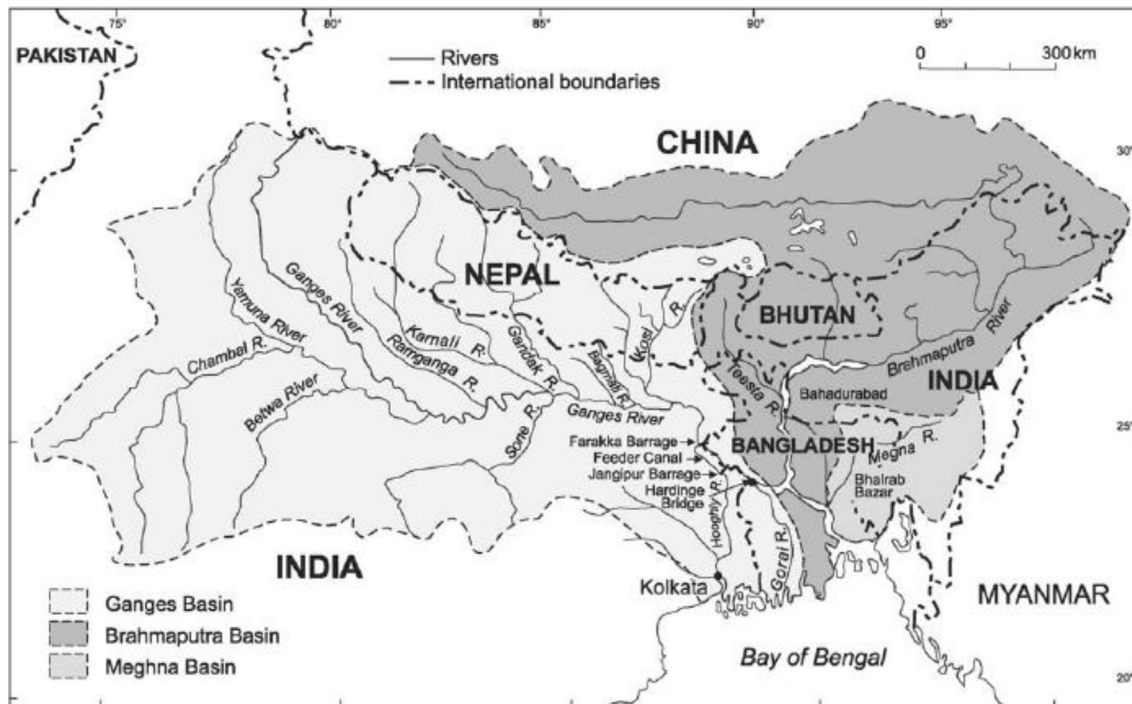 75°
80°
85°
90°
95°
PAKISTAN
Rivers
International boundaries
0
300 km
CHINA
30°
NEPAL
BHUTAN
INDIA
BANGLADESH
Ganges River
Yamuna River
Chambal R.
Betwa River
Karnali R.
Ramganga R.
Gandak R.
Bagmati R.
Kosi R.
Ganges River
Sone R.
Teesta R.
Brahmaputra River
Bahadurabad
25°
Megna R.
Bhairab
Bazar
Farakka Barrage
Feeder Canal
Jangipur Barrage
Hardinge
Bridge
Hooghly R.
Gorai R.
INDIA
Kolkata
MYANMAR
Bay of Bengal
20°
Ganges Basin
Brahmaputra Basin
Meghna Basin